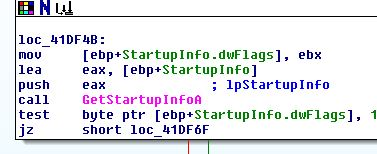 loc_41DF4B:
mov [ebp+StartupInfo.dwFlags], ebx
lea eax, [ebp+StartupInfo]
push eax ; lpStartupInfo
call GetStartupInfoA
test byte ptr [ebp+StartupInfo.dwFlags], 1
jz short loc_41DF6F